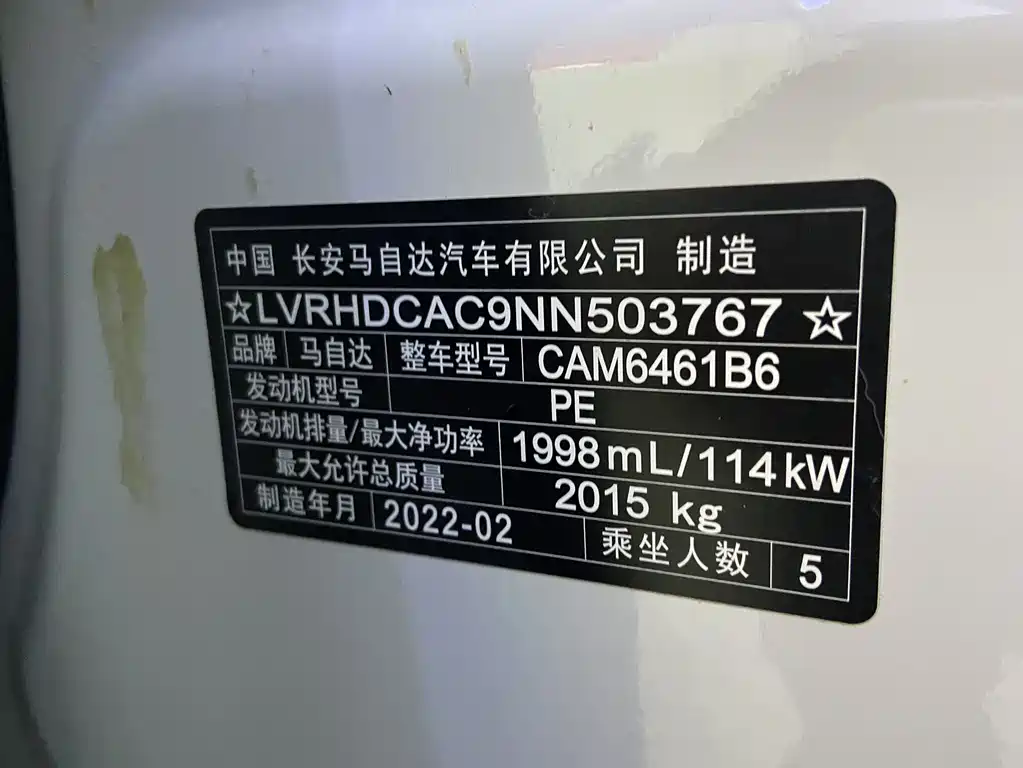 中国 长安马自达汽车有限公司 制造
☆LVRHDCAC9NN503767☆
品牌 马自达 整车型号 CAM6461B6
发动机型号 PE
发动机排量/最大净功率 1998mL/114kW
最大允许总质量 2015 kg
制造年月 2022-02 乘坐人数 5